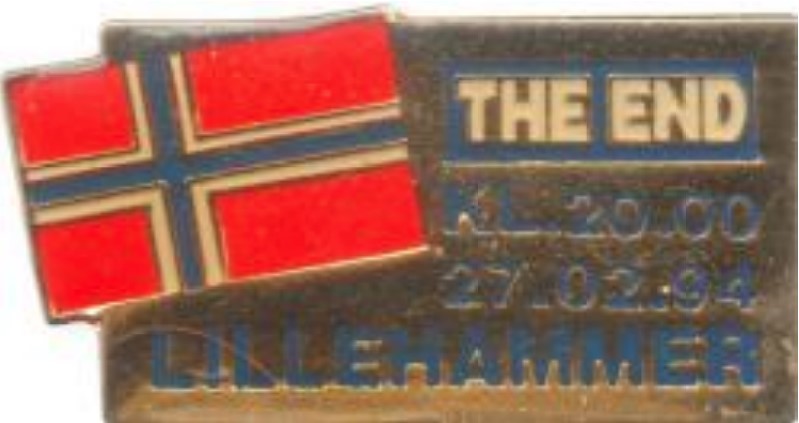 THE END
KL. 20.00
27.02.94
LILLEHAMMER